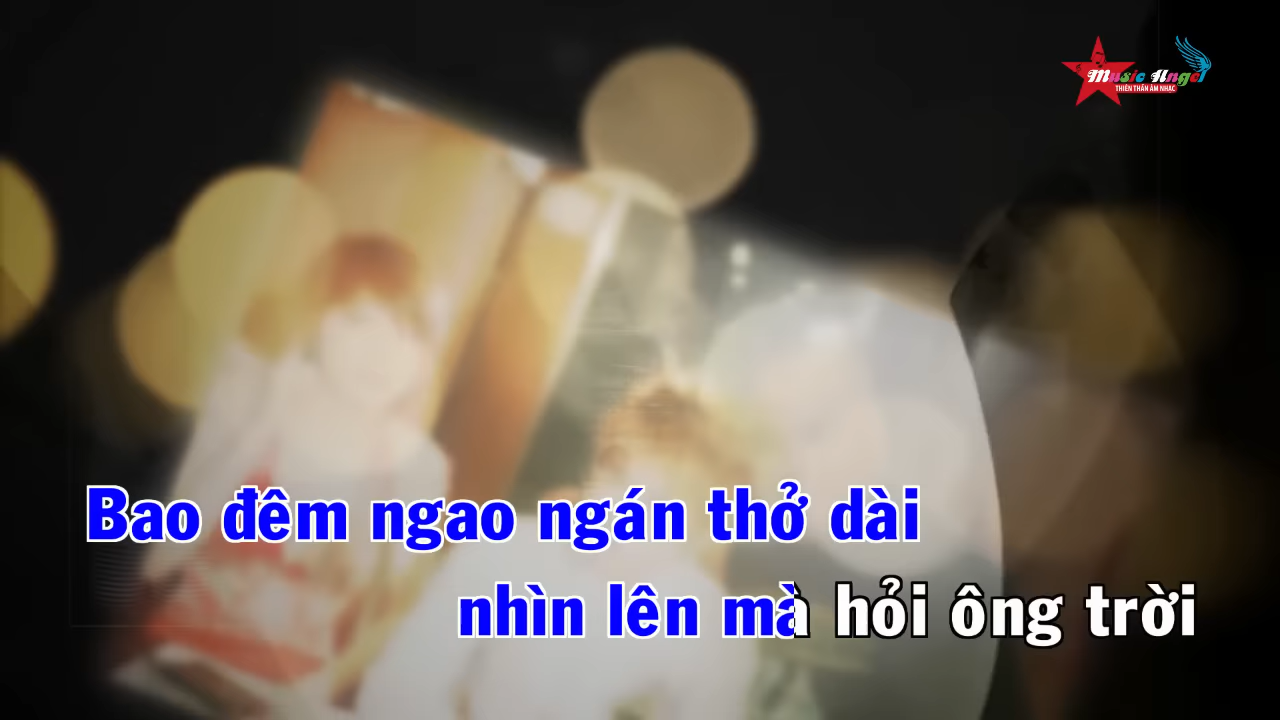 Music Angel
THIÊN THẦN ÂM NHẠC
Bao đêm ngao ngán thở dài
nhìn lên mà hỏi ông trời